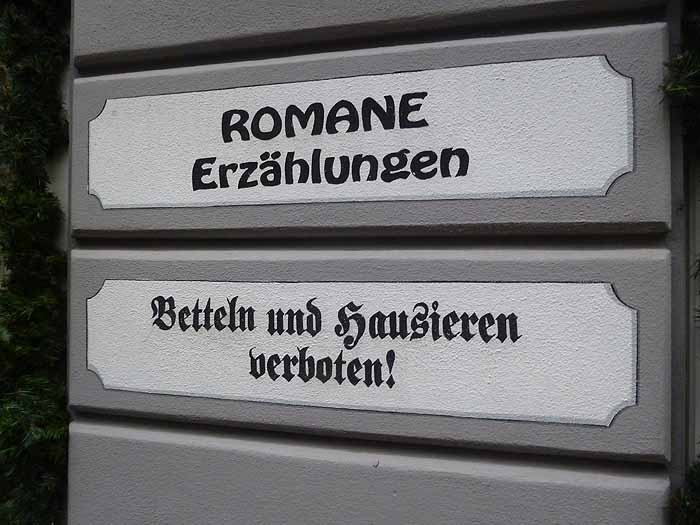 ROMANE
Erzählungen
Betteln und Hausieren
verboten!